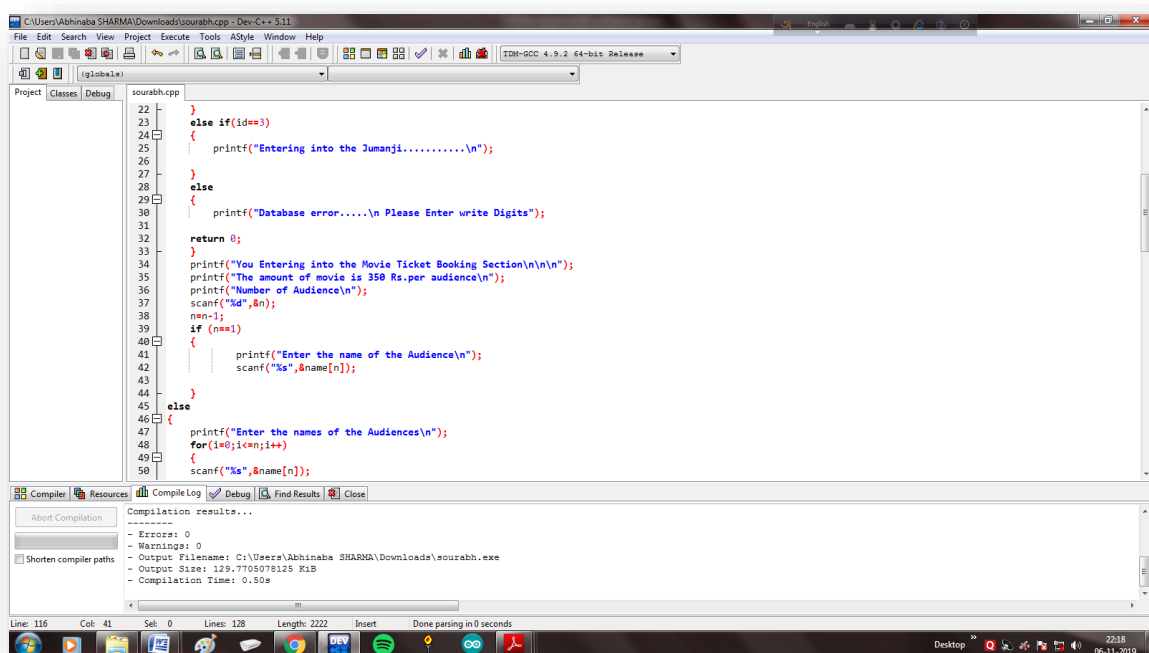 C:\Users\Abhinaba SHARMA\Downloads\sourabh.cpp - Dev-C++ 5.11
English
File Edit Search View Project Execute Tools AStyle Window Help
TDM-GCC 4.9.2 64-bit Release
(globals)
Project Classes Debug sourabh.cpp
22 }
23 else if(id==3)
24 {
25 printf("Entering into the Jumanji...........\n");
26
27 }
28 else
29 {
30 printf("Database error.....\n Please Enter write Digits");
31
32 return 0;
33 }
34 printf("You Entering into the Movie Ticket Booking Section\n\n\n");
35 printf("The amount of movie is 350 Rs.per audience\n");
36 printf("Number of Audience\n");
37 scanf("%d",&n);
38 n=n-1;
39 if (n==1)
40 {
41 printf("Enter the name of the Audience\n");
42 scanf("%s",&name[n]);
43
44 }
45 else
46 {
47 printf("Enter the names of the Audiences\n");
48 for(i=0;i<=n;i++)
49 {
50 scanf("%s",&name[n]);
Compiler Resources Compile Log Debug Find Results Close
Abort Compilation
Shorten compiler paths
Compilation results...
--------
- Errors: 0
- Warnings: 0
- Output Filename: C:\Users\Abhinaba SHARMA\Downloads\sourabh.exe
- Output Size: 129.7705078125 KiB
- Compilation Time: 0.50s
Line: 116 Col: 41 Sel: 0 Lines: 128 Length: 2222 Insert Done parsing in 0 seconds
DEV
Desktop
22:18
06-11-2019